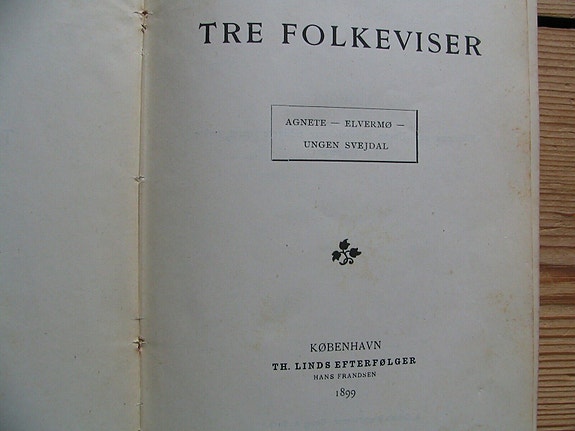 TRE FOLKEVISER
AGNETE — ELVERMØ —
UNGEN SVEJDAL
KØBENHAVN
TH. LINDS EFTERFØLGER
HANS FRANDSEN
1899